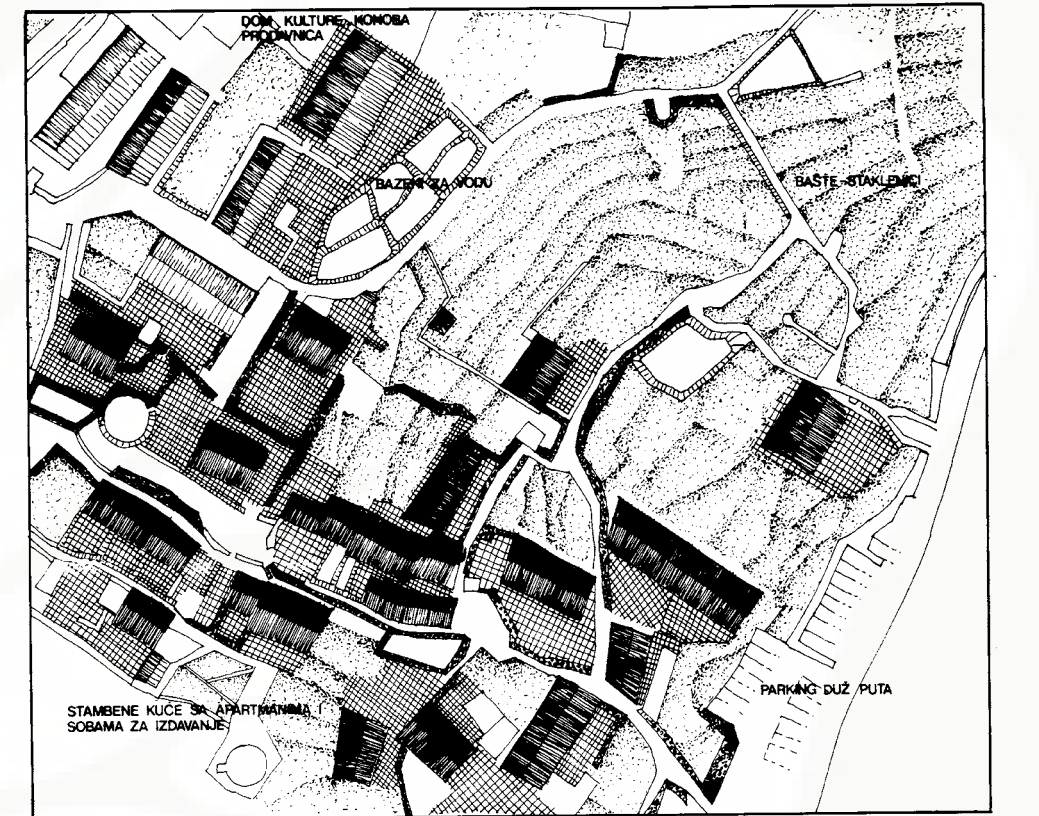 DOM KULTURE, KONOBA
PRODAVNICA
BAZENI ZA VODU
BAŠTE-STAKLENICI
PARKING DUŽ PUTA
STAMBENE KUĆE SA APARTMANIMA I
SOBAMA ZA IZDAVANJE